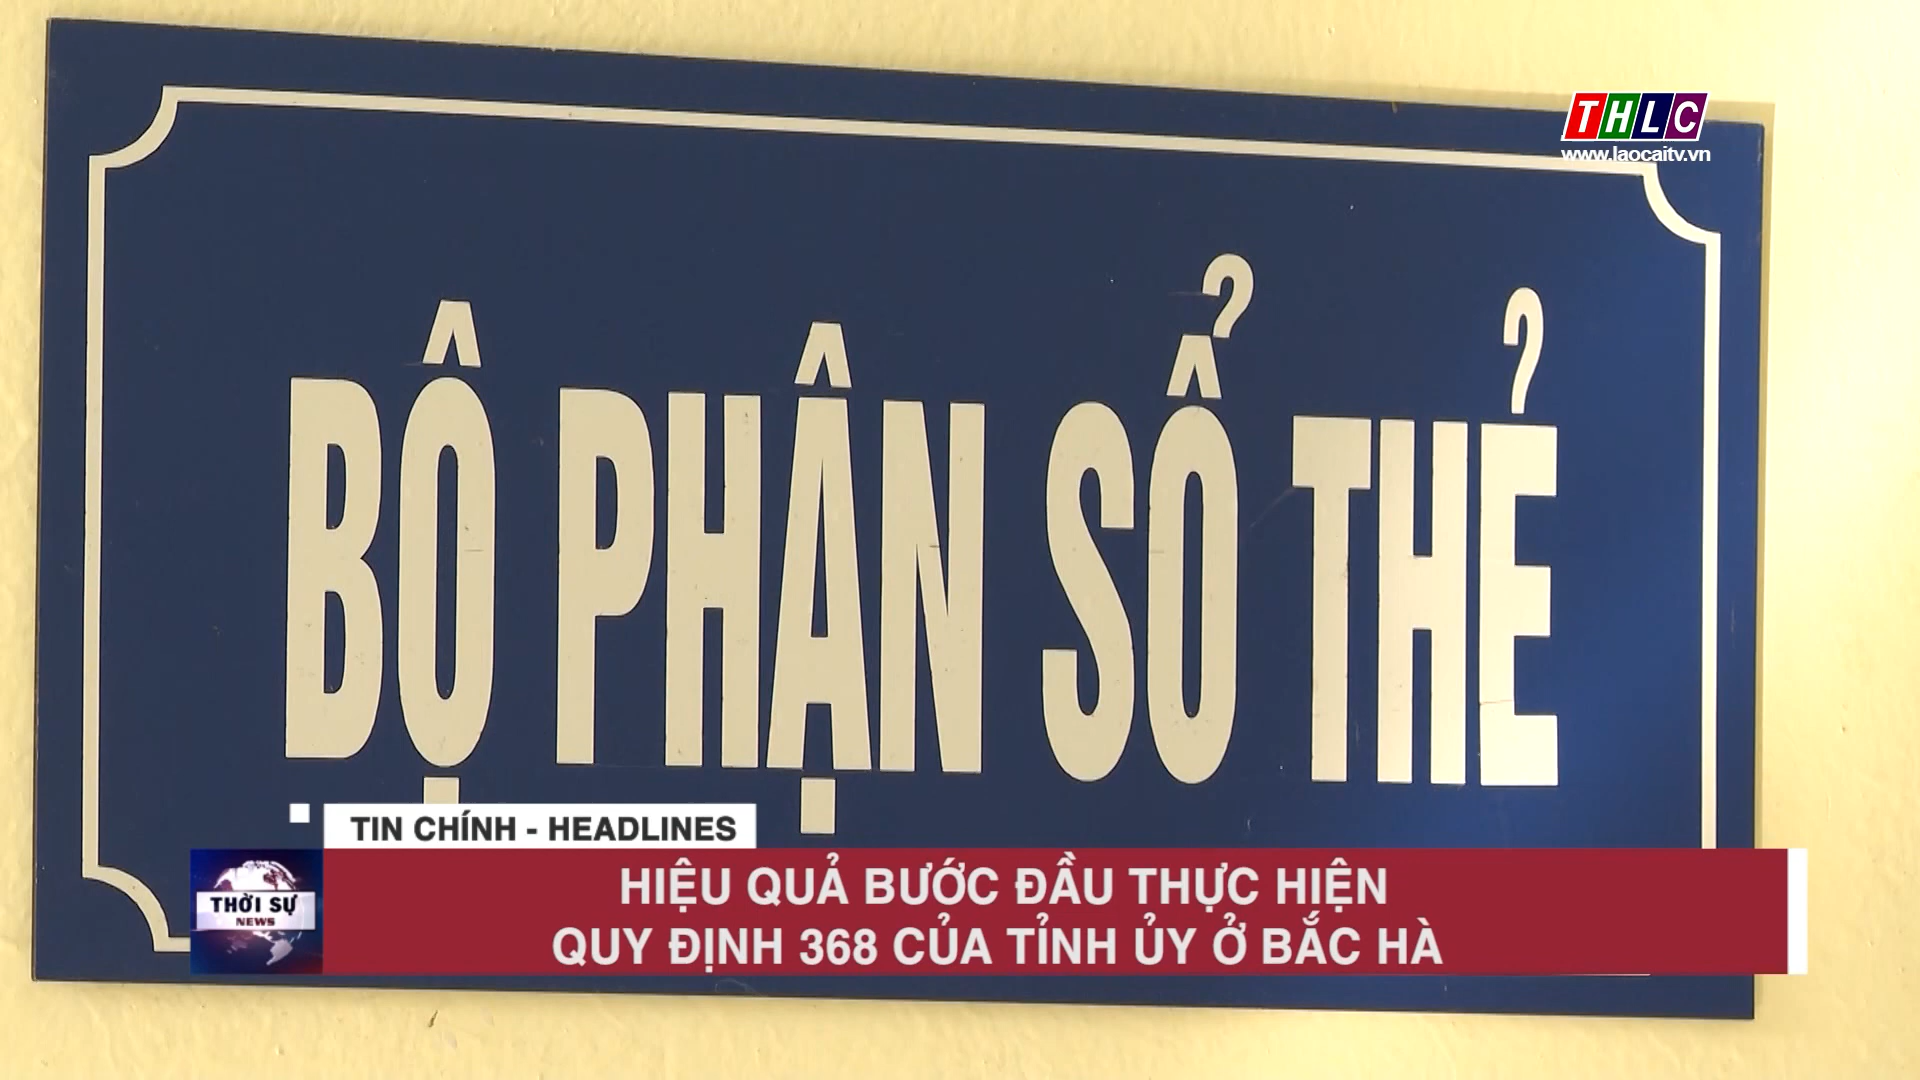 THLC
www.laocaitv.vn
BỘ PHẬN SỔ THẺ
TIN CHÍNH - HEADLINES
THỜI SỰ
NEWS
HIỆU QUẢ BƯỚC ĐẦU THỰC HIỆN
QUY ĐỊNH 368 CỦA TỈNH ỦY Ở BẮC HÀ